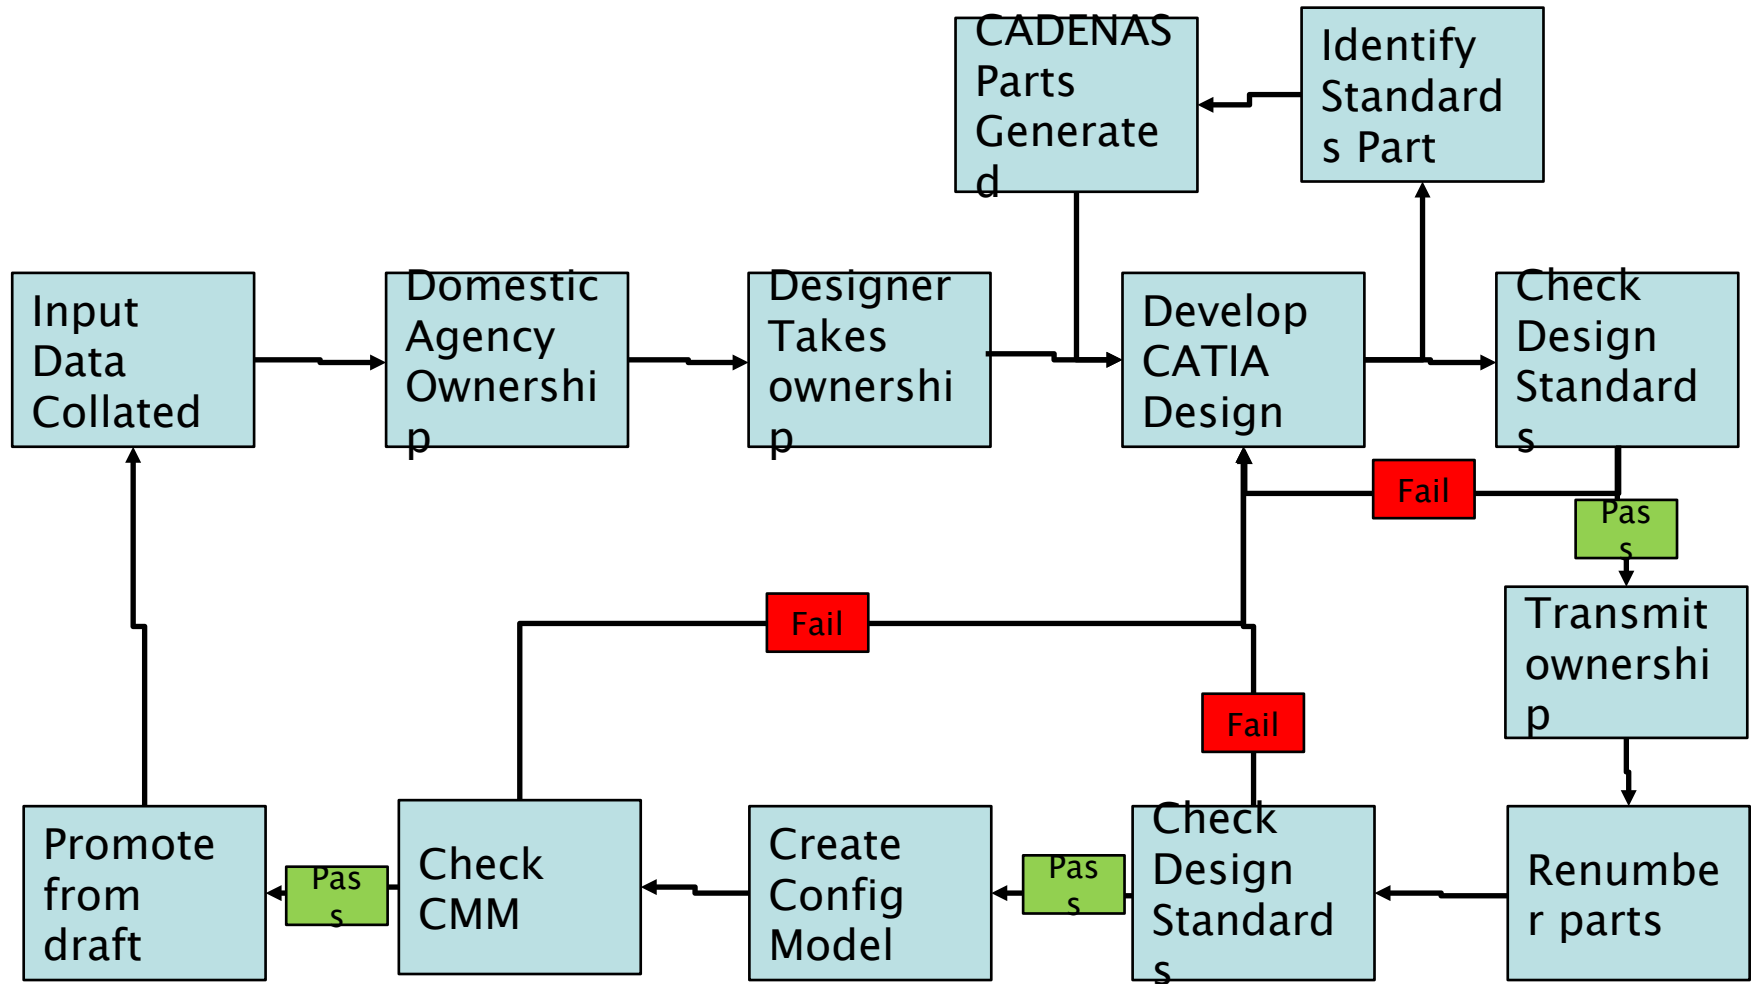 CADENAS
Parts
Generate
d
Identify
Standard
s Part
Input
Data
Collated
Domestic
Agency
Ownershi
p
Designer
Takes
ownershi
p
Develop
CATIA
Design
Check
Design
Standard
s
Fail
Pas
s
Fail
Transmit
ownershi
p
Fail
Promote
from
draft
Pas
s
Check
CMM
Create
Config
Model
Pas
s
Check
Design
Standard
s
Renumbe
r parts